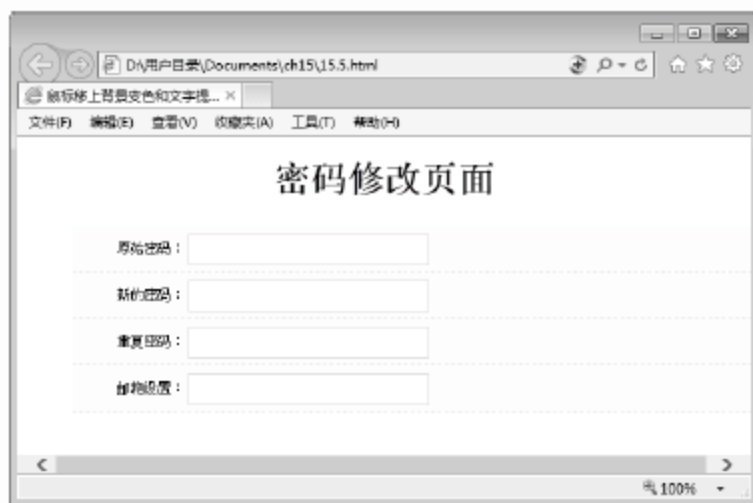 D:\用户目录\Documents\ch15\15.5.html
鼠标移上背景变色和文字提...
文件(F) 编辑(E) 查看(V) 收藏夹(A) 工具(T) 帮助(H)
密码修改页面
原始密码：
新的密码：
重复密码：
邮箱设置：
100%